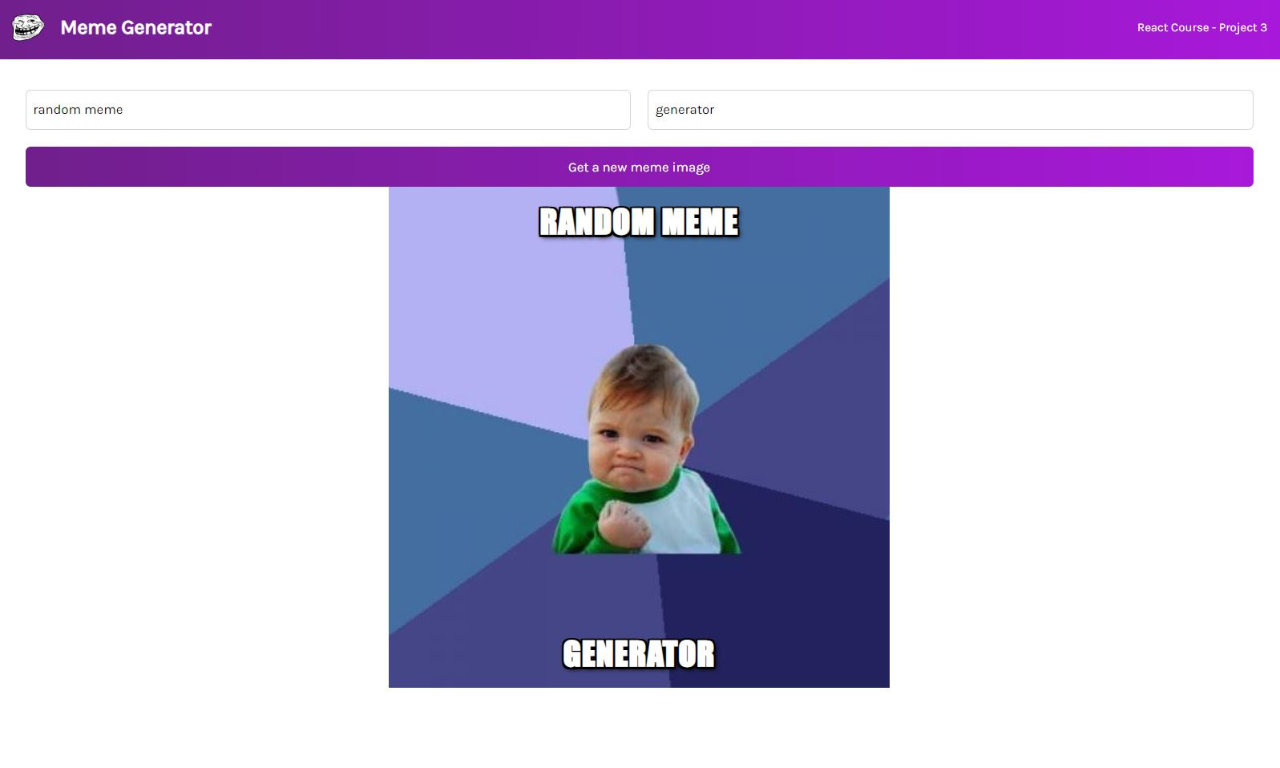 Meme Generator
React Course - Project 3
random meme
generator
Get a new meme image
RANDOM MEME
GENERATOR